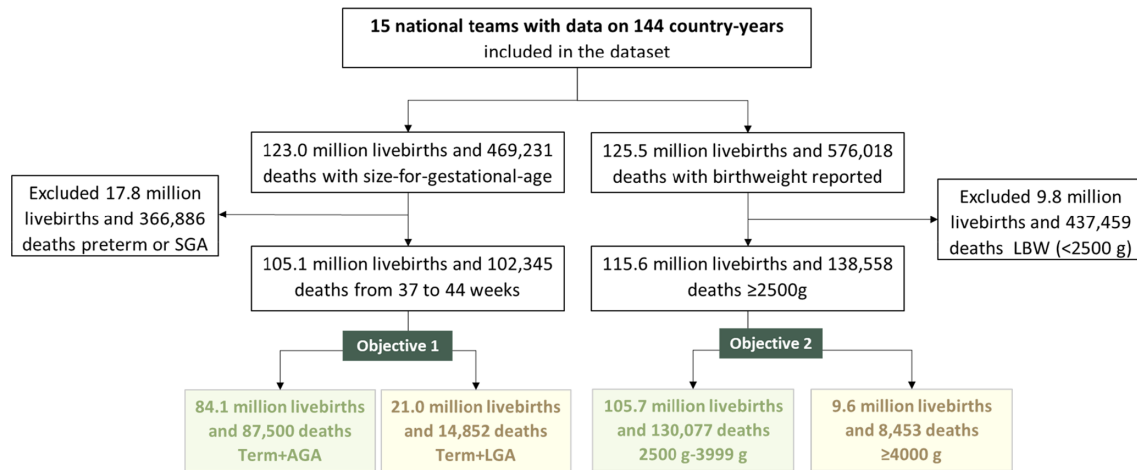 15 national teams with data on 144 country-years
included in the dataset
123.0 million livebirths and 469,231
deaths with size-for-gestational-age
125.5 million livebirths and 576,018
deaths with birthweight reported
Excluded 17.8 million
livebirths and 366,886
deaths preterm or SGA
Excluded 9.8 million
livebirths and 437,459
deaths LBW (<2500 g)
105.1 million livebirths and 102,345
deaths from 37 to 44 weeks
115.6 million livebirths and 138,558
deaths ≥2500g
Objective 1
Objective 2
84.1 million livebirths
and 87,500 deaths
Term+AGA
21.0 million livebirths
and 14,852 deaths
Term+LGA
105.7 million livebirths
and 130,077 deaths
2500 g-3999 g
9.6 million livebirths
and 8,453 deaths
≥4000 g